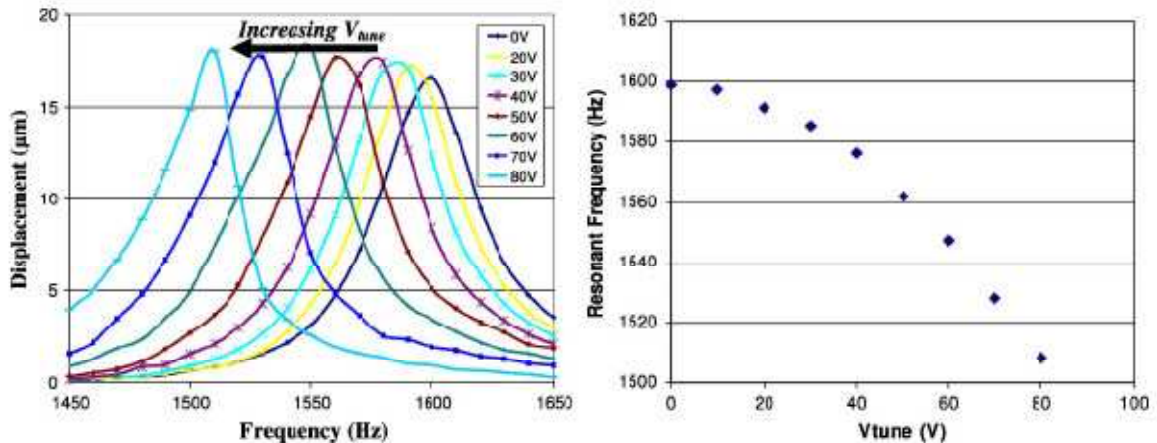 Increasing Vtune
0V
20V
30V
40V
50V
60V
70V
80V
20
15
10
5
0
1450
1500
1550
1600
1650
Displacement (µm)
Frequency (Hz)
1620
1600
1580
1560
1640
1520
1500
0
20
40
60
80
100
Resonant Frequency (Hz)
Vtune (V)